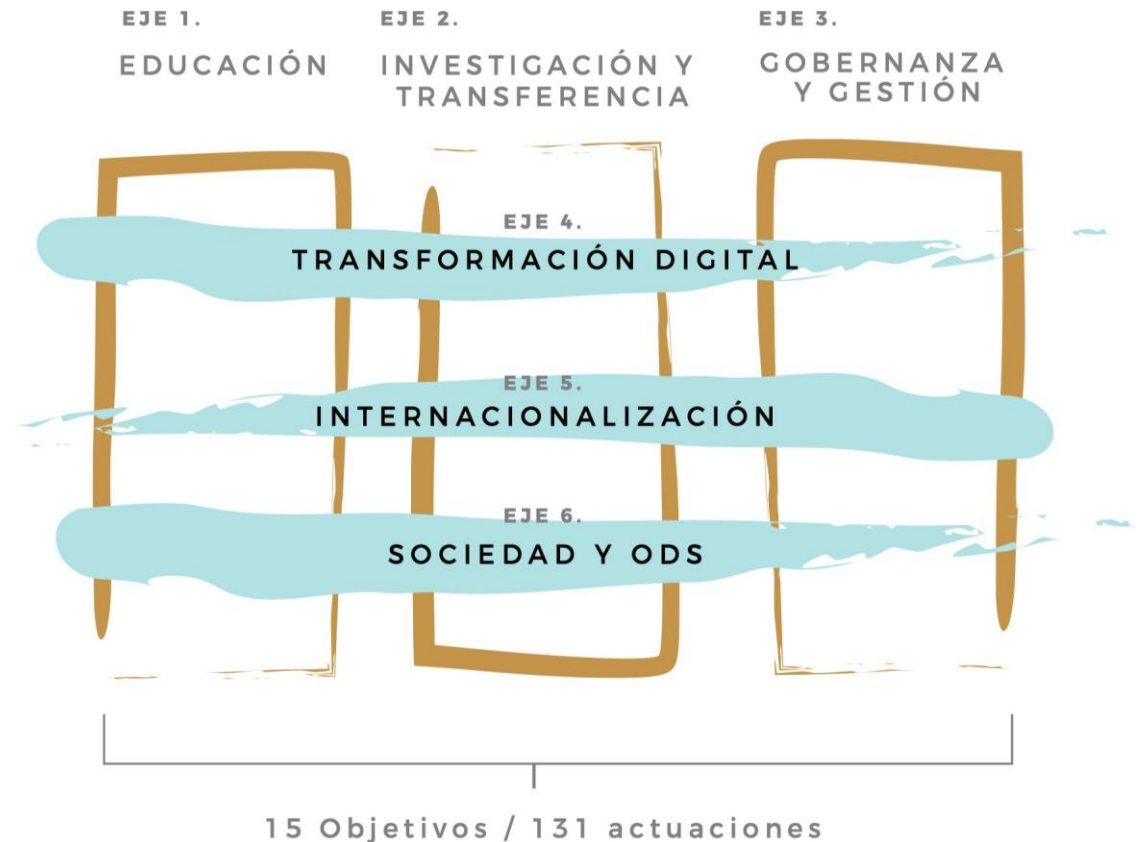 EJE 1.
EDUCACIÓN
EJE 2.
INVESTIGACIÓN Y
TRANSFERENCIA
EJE 3.
GOBERNANZA
Y GESTIÓN
EJE 4.
TRANSFORMACIÓN DIGITAL
EJE 5.
INTERNACIONALIZACIÓN
EJE 6.
SOCIEDAD Y ODS
15 Objetivos / 131 actuaciones